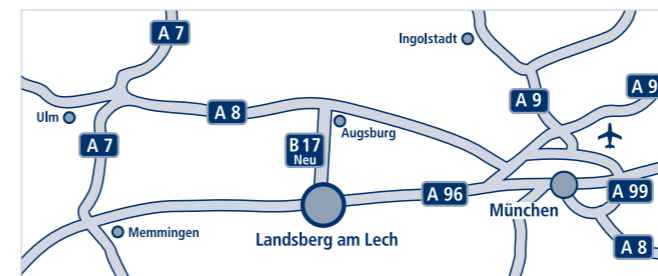 A 7
Ingolstadt
A 9
A 9
Ulm
A 8
A 7
B 17
Neu
Augsburg
A 96
A 99
München
Memmingen
Landsberg am Lech
A 8